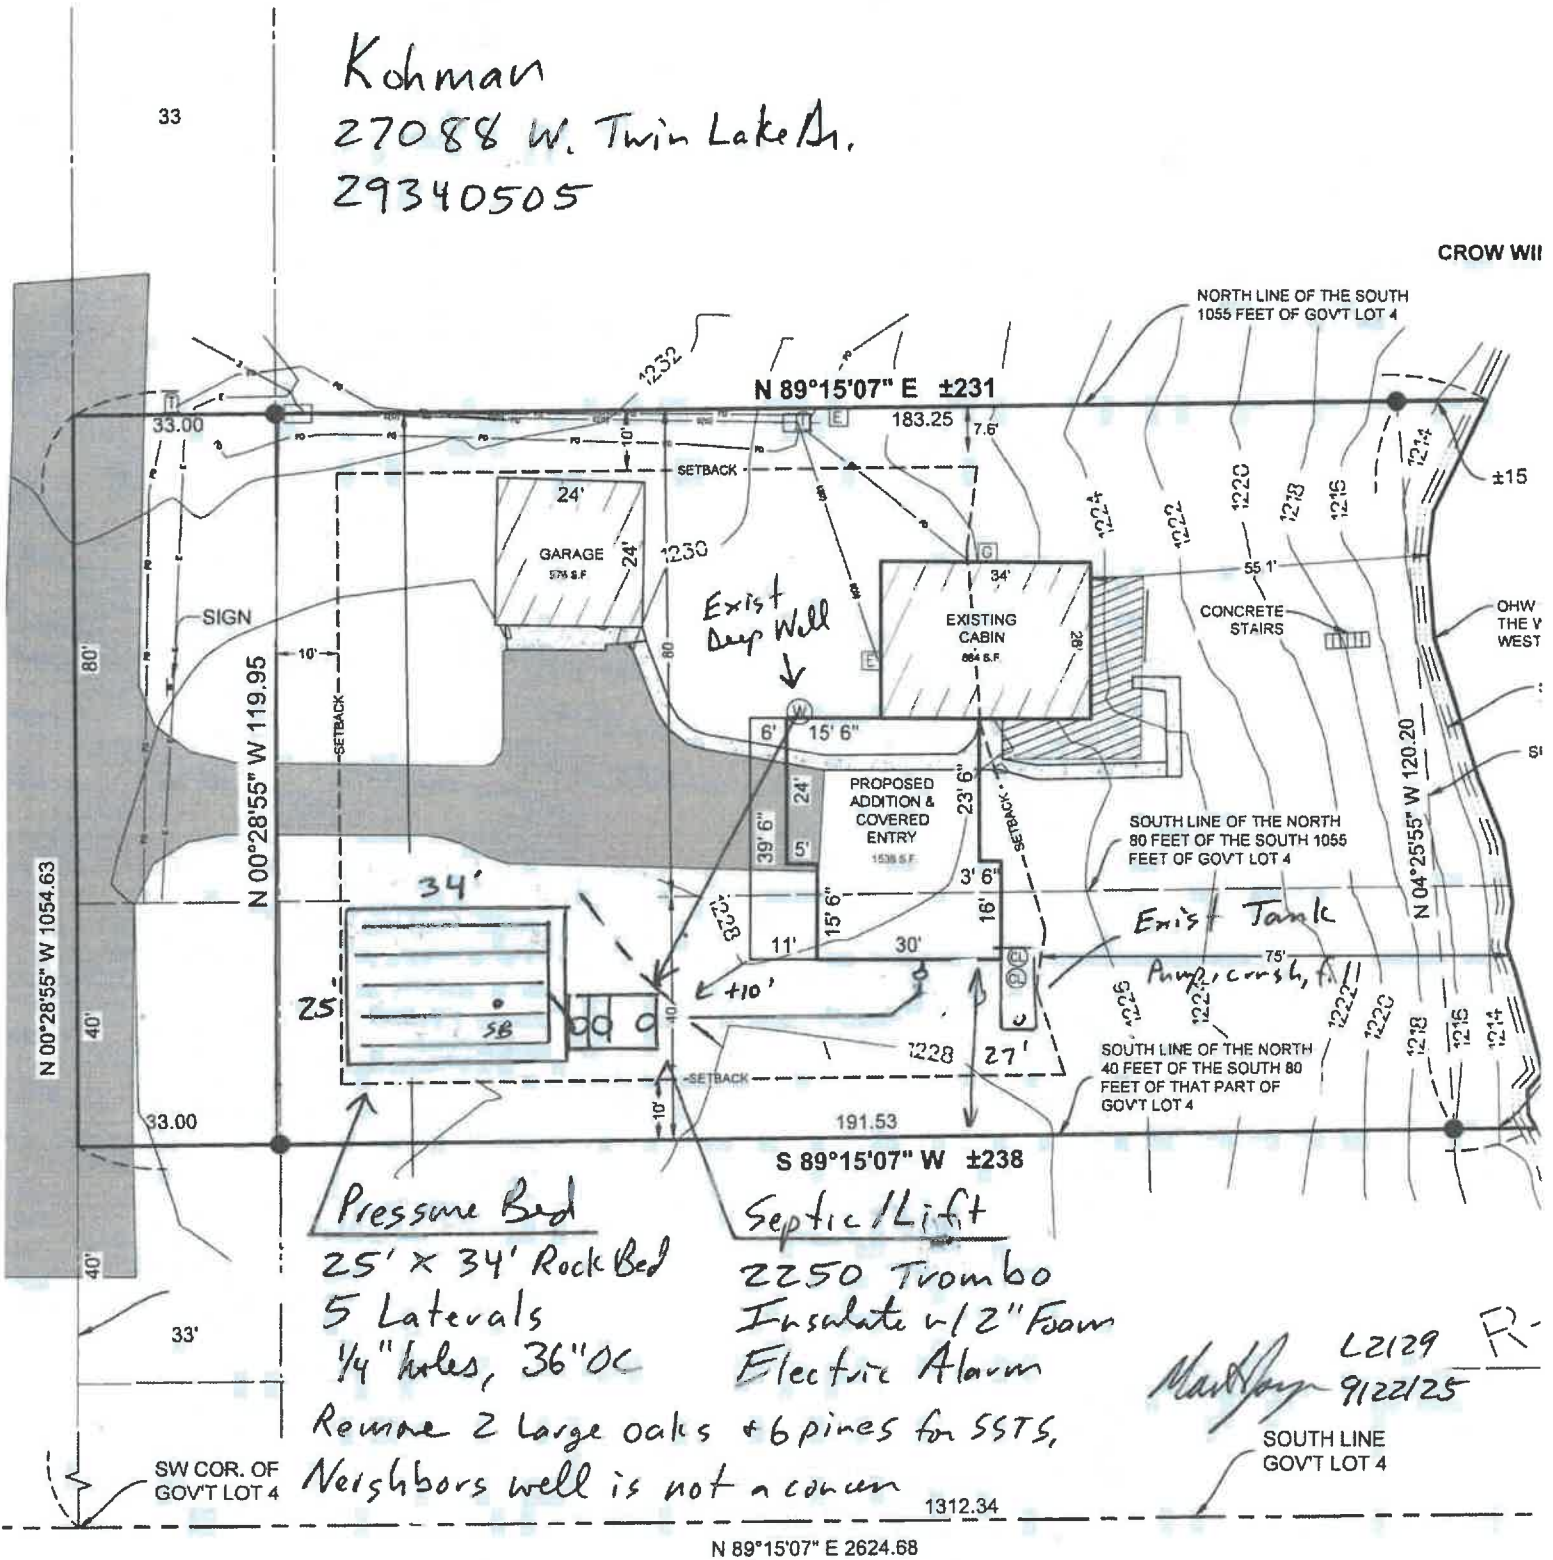 Kohman
27088 W. Twin Lake Dr.
29340505
33
CROW WI
NORTH LINE OF THE SOUTH
1055 FEET OF GOV'T LOT 4
1232
N 89°15'07" E ±231
T
33.00
E
183.25
7.6'
10'
1214
SETBACK
±15
24'
1224
1222
1220
1218
1216
GARAGE
576 S.F.
24'
1230
G
34'
55.1'
SIGN
Exist
Deep Well
EXISTING
CABIN
884 S.F.
26'
CONCRETE
STAIRS
OHW
THE W
WEST
80'
10'
80
E
N 00°28'55" W 119.95
SETBACK
W
6'
15' 6"
N 04°25'55" W 120.20
PROPOSED
ADDITION &
COVERED
ENTRY
1538 S.F.
24'
39' 6"
5'
23' 6"
SETBACK
SOUTH LINE OF THE NORTH
80 FEET OF THE SOUTH 1055
FEET OF GOV'T LOT 4
N 00°28'55" W 1054.63
34'
3' 6"
1228
15' 6"
16'
Exist Tank
11'
30'
75'
Pump, crush, fill
25'
+10'
SB
40'
40
1226
1222
1220
1218
1216
1214
1228
27'
SOUTH LINE OF THE NORTH
40 FEET OF THE SOUTH 80
FEET OF THAT PART OF
GOV'T LOT 4
SETBACK
33.00
10'
191.53
S 89°15'07" W ±238
Pressure Bed
25' x 34' Rock Bed
5 Laterals
1/4" holes, 36" OC
Septic/Lift
2250 Trombo
Insulate w/2" Foam
Electric Alarm
40'
33'
L2129
9/22/25
R-
Remove 2 Large oaks + 6 pines for SSTS,
Neighbors well is not a concern
SW COR. OF
GOV'T LOT 4
SOUTH LINE
GOV'T LOT 4
1312.34
N 89°15'07" E 2624.68